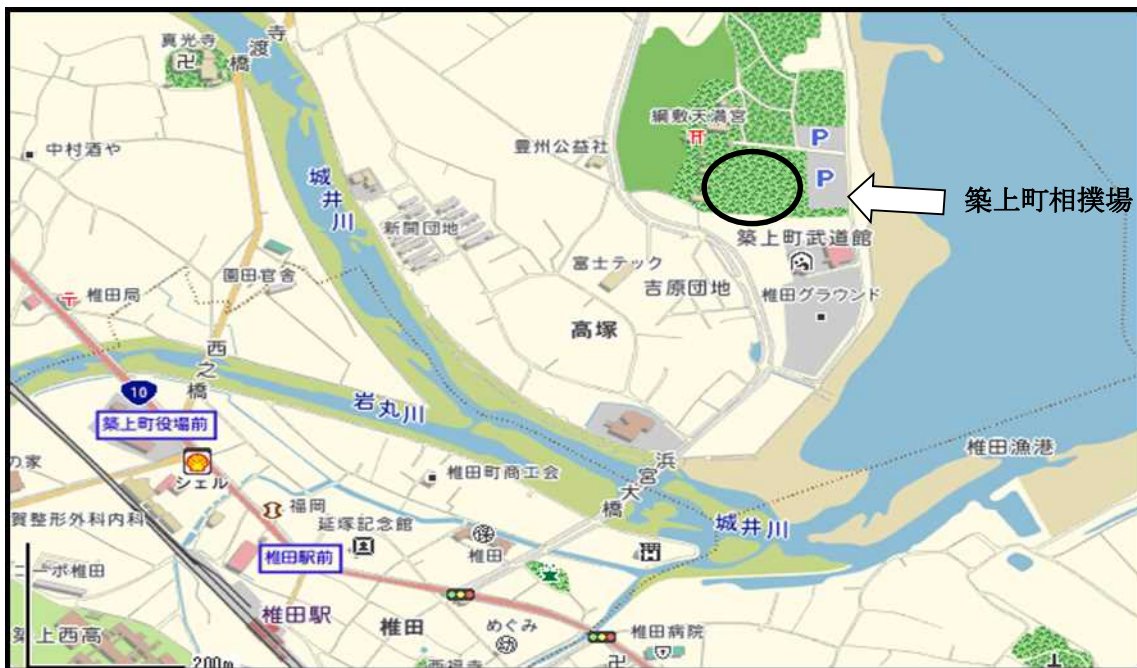 真光寺
寺渡橋
中村酒や
城井川
新開団地
豊州公益社
綱敷天満宮
P
P
築上町相撲場
築上町武道館
富士テック
吉原団地
椎田グラウンド
高塚
園田官舎
椎田局
西之橋
10
築上町役場前
シェル
岩丸川
椎田町商工会
浜宮大橋
椎田漁港
城井川
の家
賀整形外科内科
福岡
延塚記念館
椎田
椎田駅前
コーポ椎田
椎田駅
築上西高
椎田
めぐみ
椎田病院
西福寺
200m